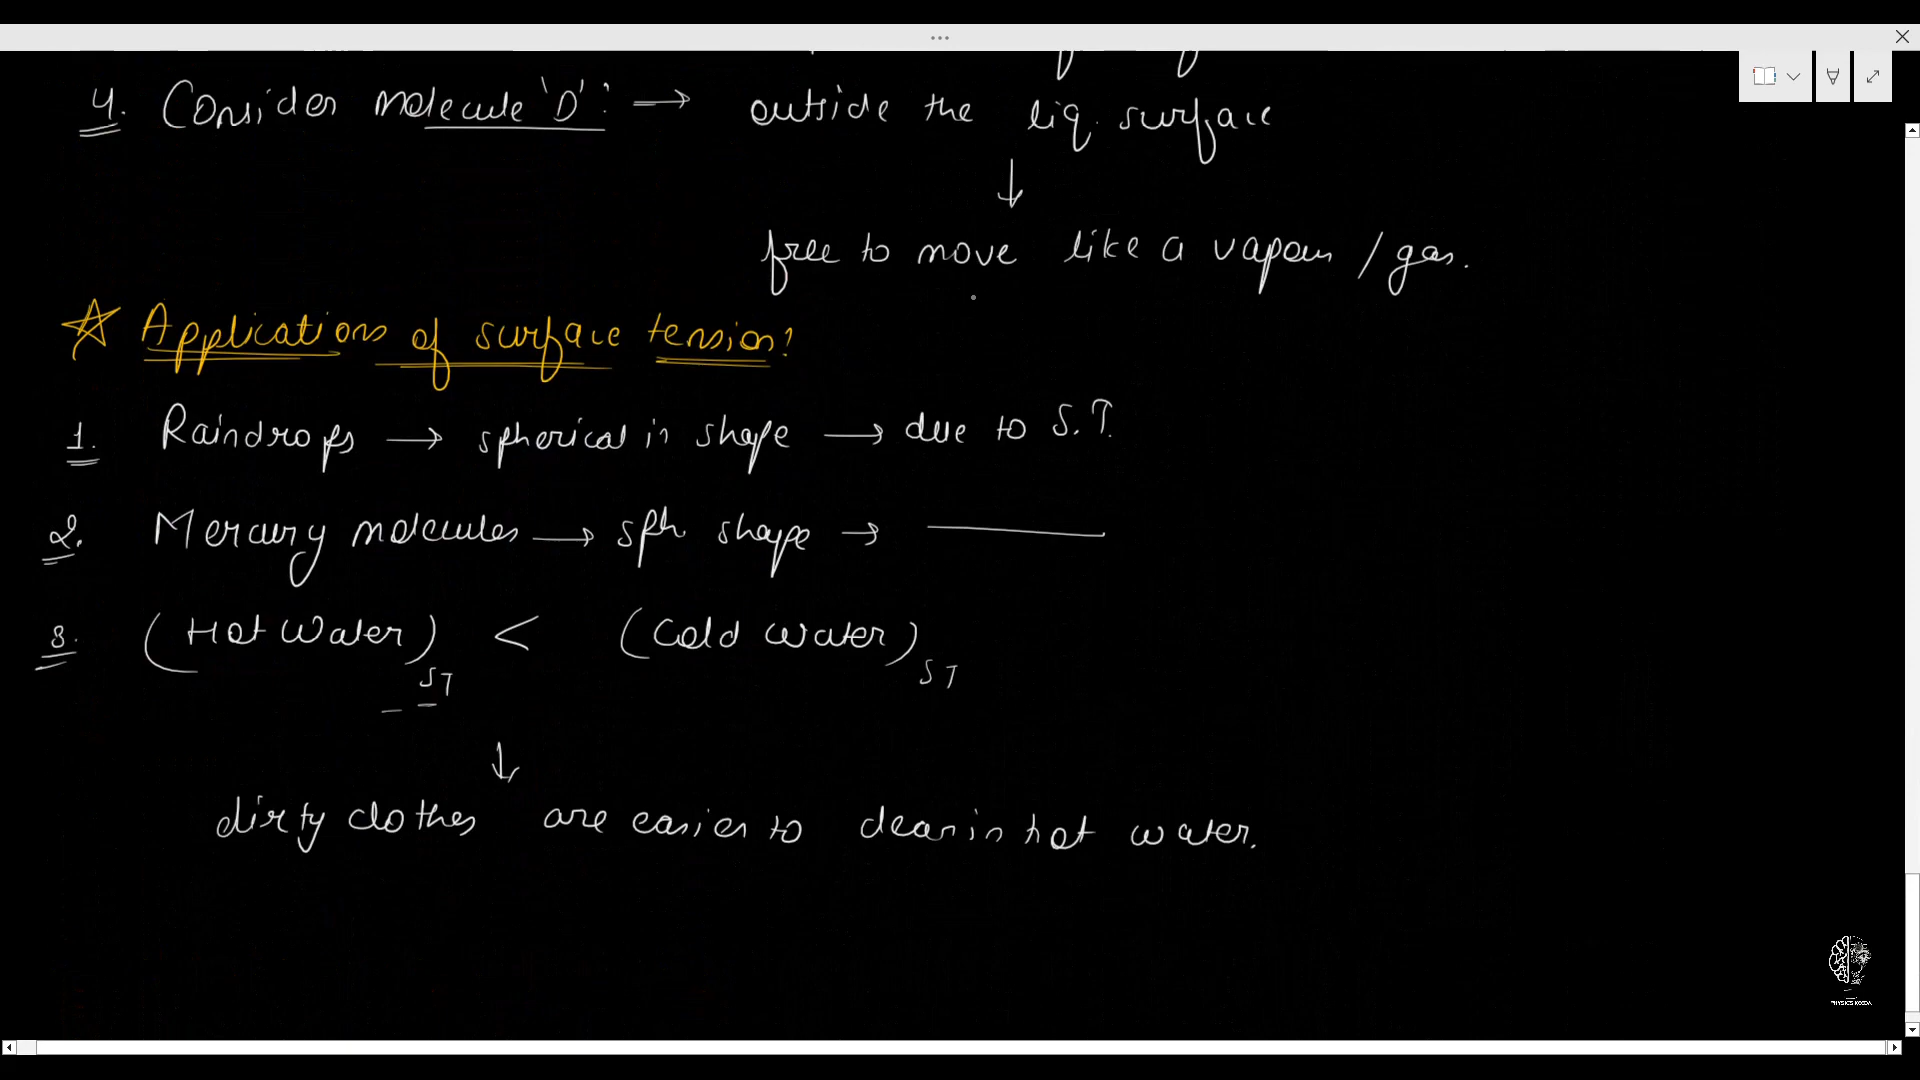 4. Consider molecule 'D': → outside the liq. surface
↓
free to move like a vapour / gas.
☆ Applications of surface tension:
1. Raindrops → spherical in shape → due to S.T.
2. Mercury molecules → sph. shape → ———
3. (Hot Water)ST < (Cold water)ST
↓
dirty clothes are easier to clean in hot water.